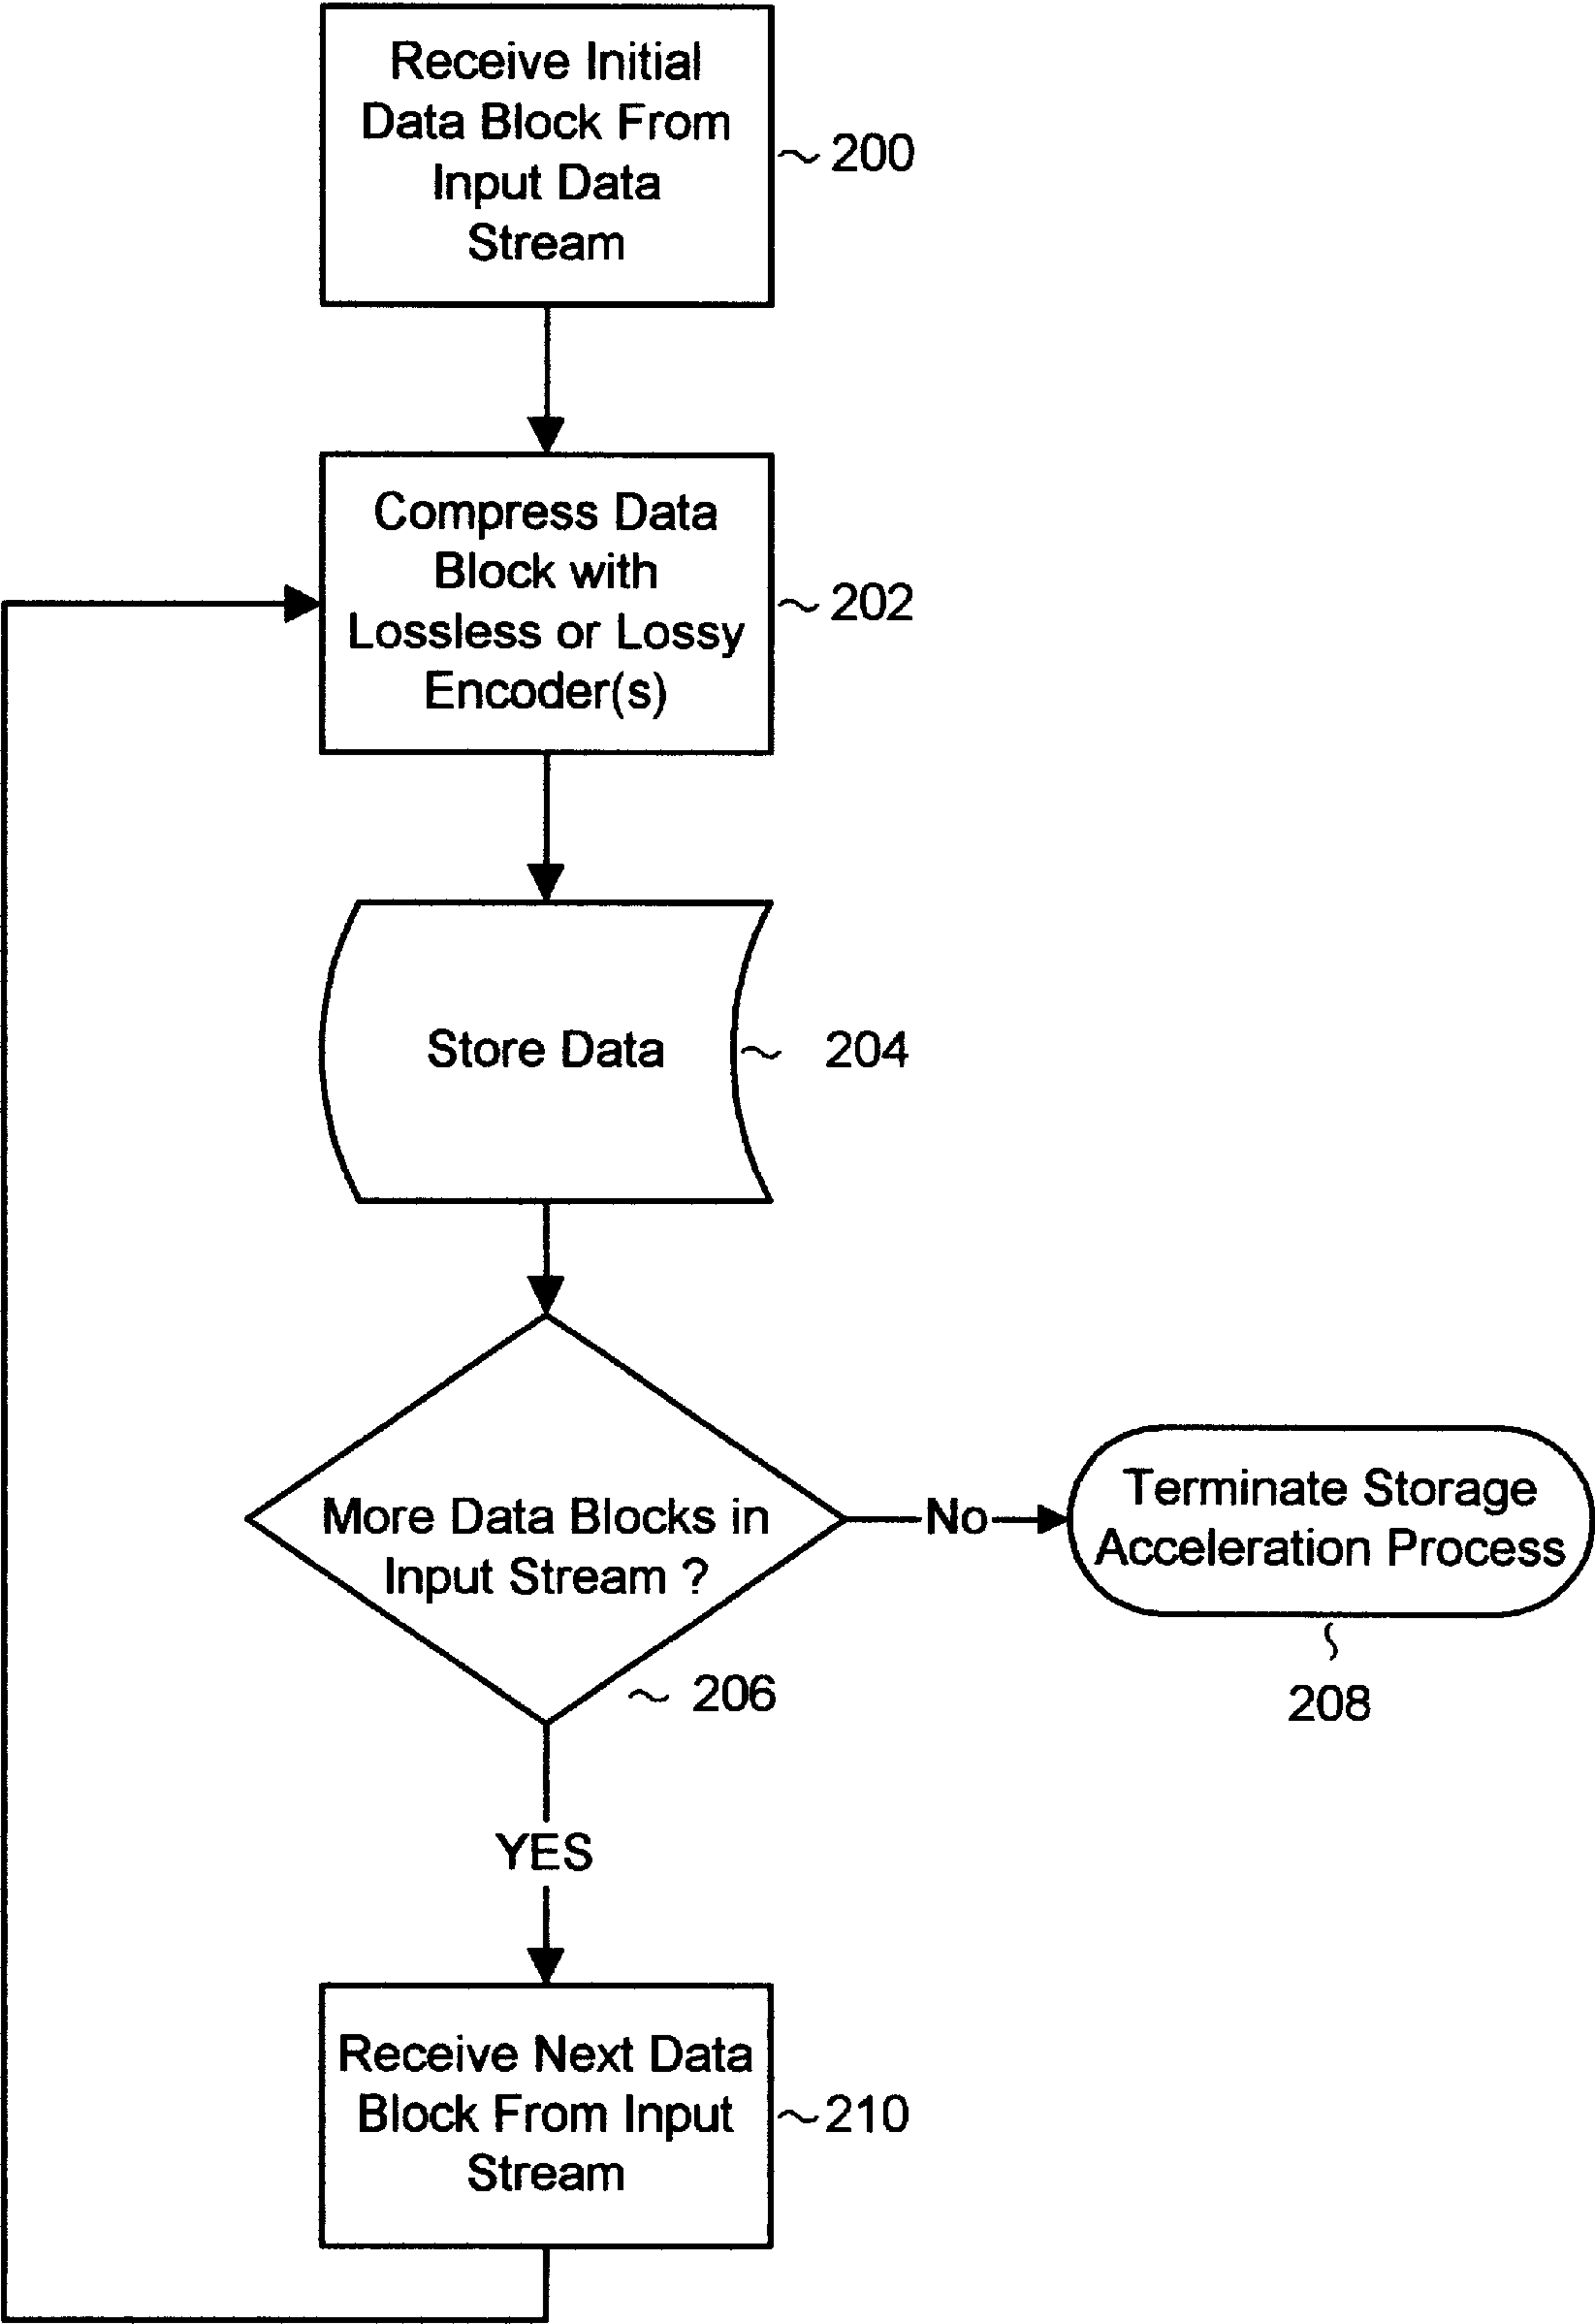 Receive Initial
Data Block From
Input Data
Stream
200
Compress Data
Block with
Lossless or Lossy
Encoder(s)
202
Store Data
204
More Data Blocks in
Input Stream ?
206
No
Terminate Storage
Acceleration Process
208
YES
Receive Next Data
Block From Input
Stream
210